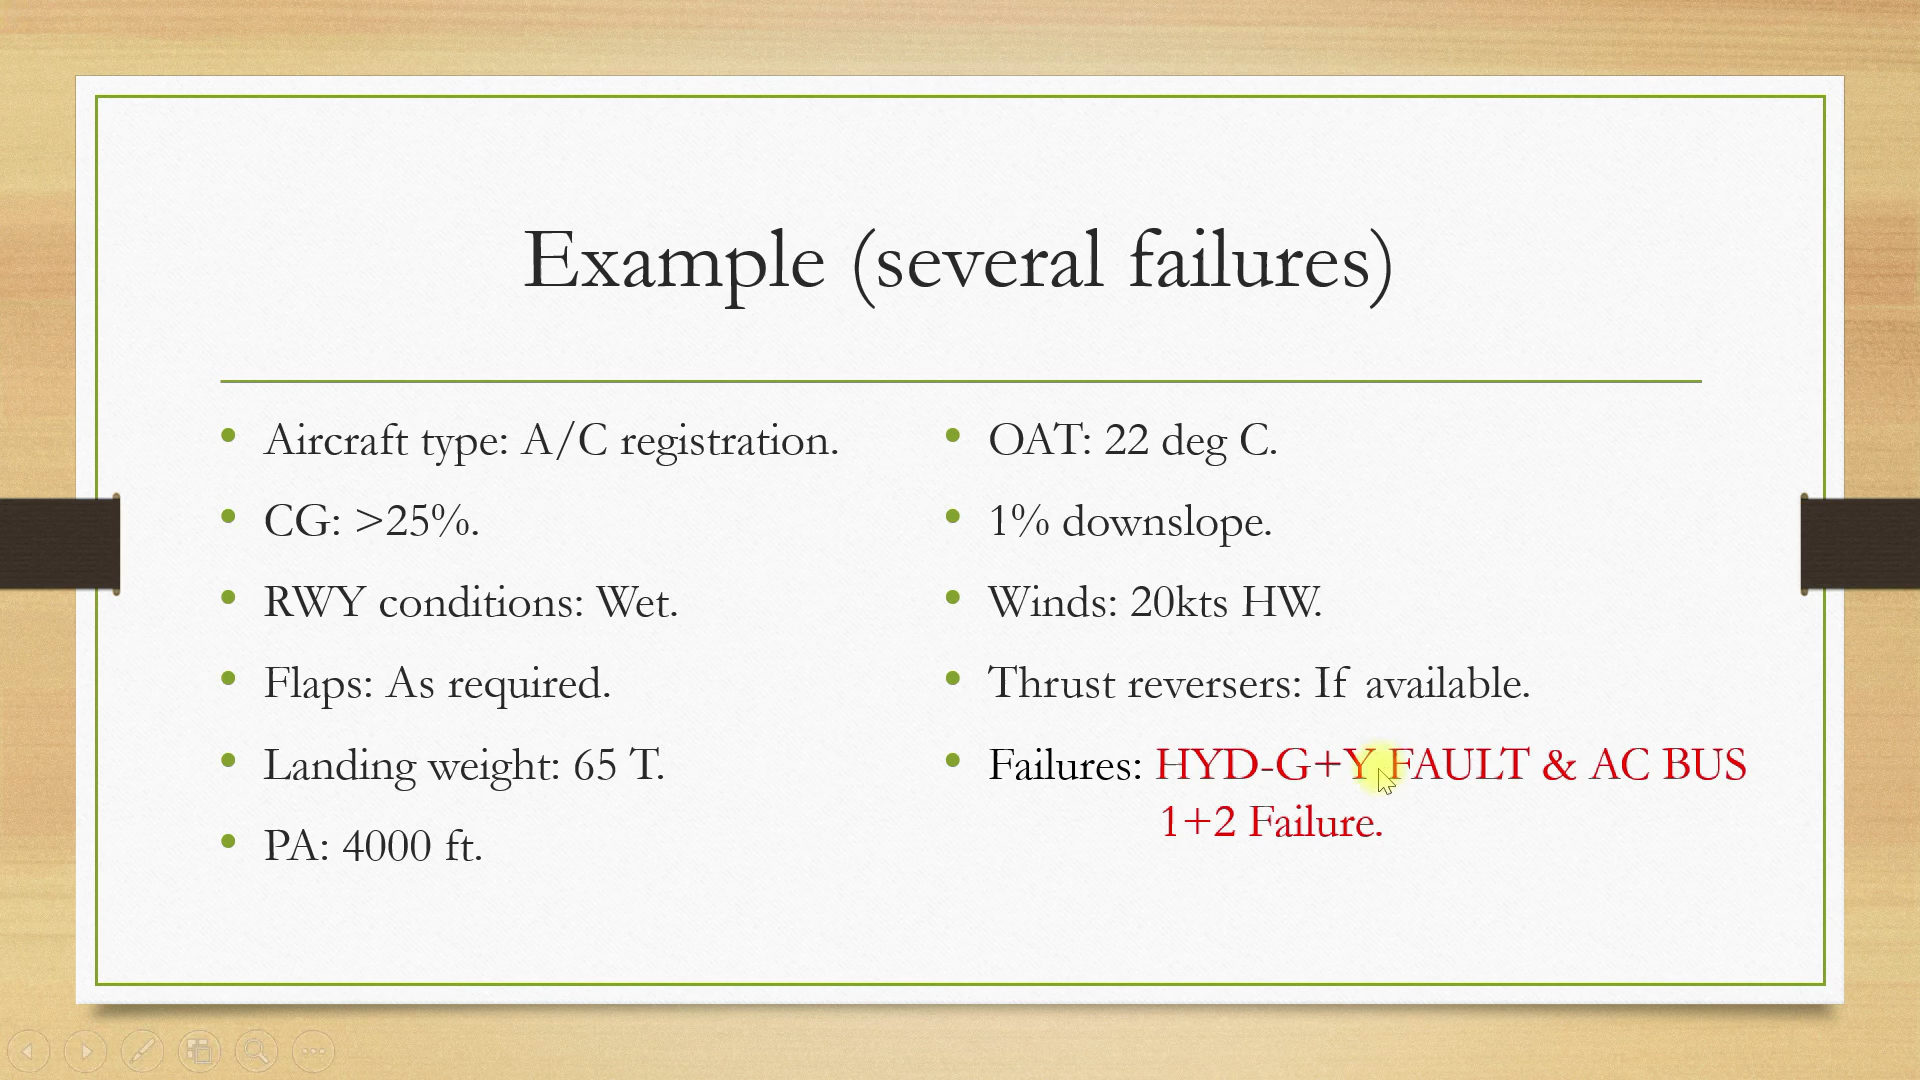 Example (several failures)
• Aircraft type: A/C registration.
• CG: >25%.
• RWY conditions: Wet.
• Flaps: As required.
• Landing weight: 65 T.
• PA: 4000 ft.
• OAT: 22 deg C.
• 1% downslope.
• Winds: 20kts HW.
• Thrust reversers: If available.
• Failures: HYD-G+Y FAULT & AC BUS
1+2 Failure.